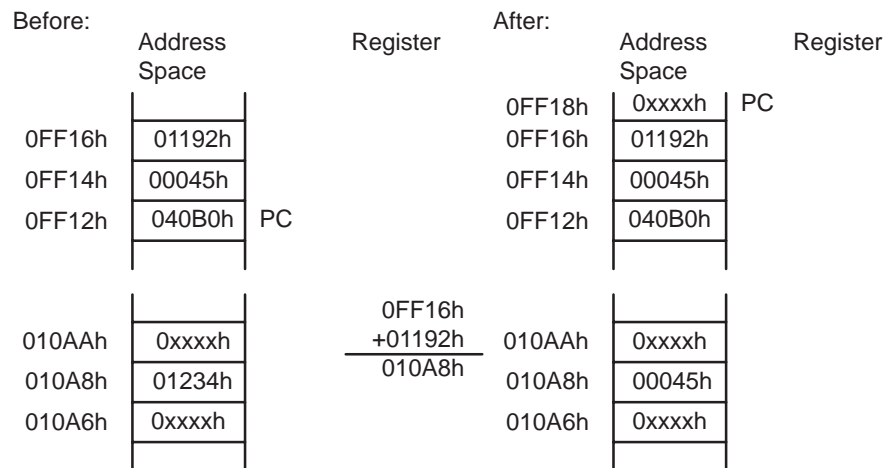 Before:
Address Space
Register
0FF16h 01192h
0FF14h 00045h
0FF12h 040B0h PC
010AAh 0xxxxh
010A8h 01234h
010A6h 0xxxxh
0FF16h
+01192h
010A8h
After:
Address Space
Register
0FF18h 0xxxxh PC
0FF16h 01192h
0FF14h 00045h
0FF12h 040B0h
010AAh 0xxxxh
010A8h 00045h
010A6h 0xxxxh